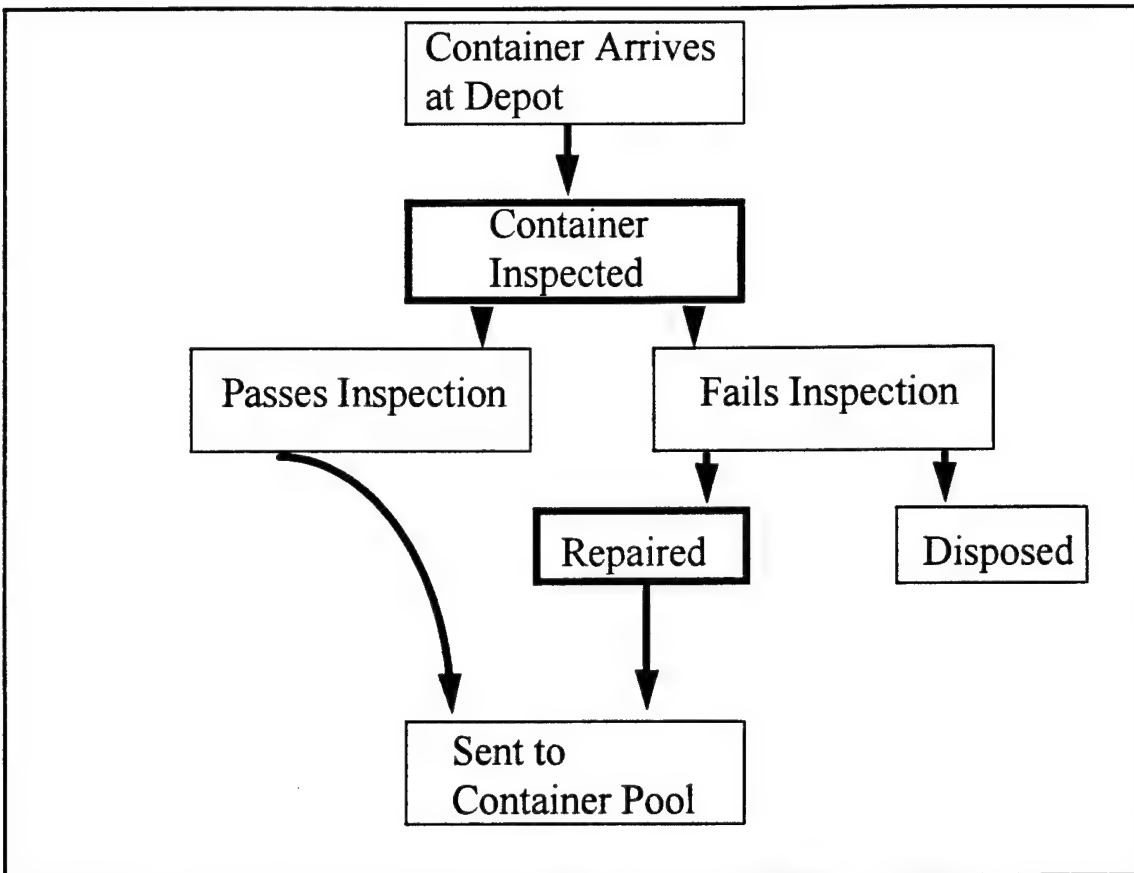 Container Arrives
at Depot
Container
Inspected
Passes Inspection
Fails Inspection
Repaired
Disposed
Sent to
Container Pool